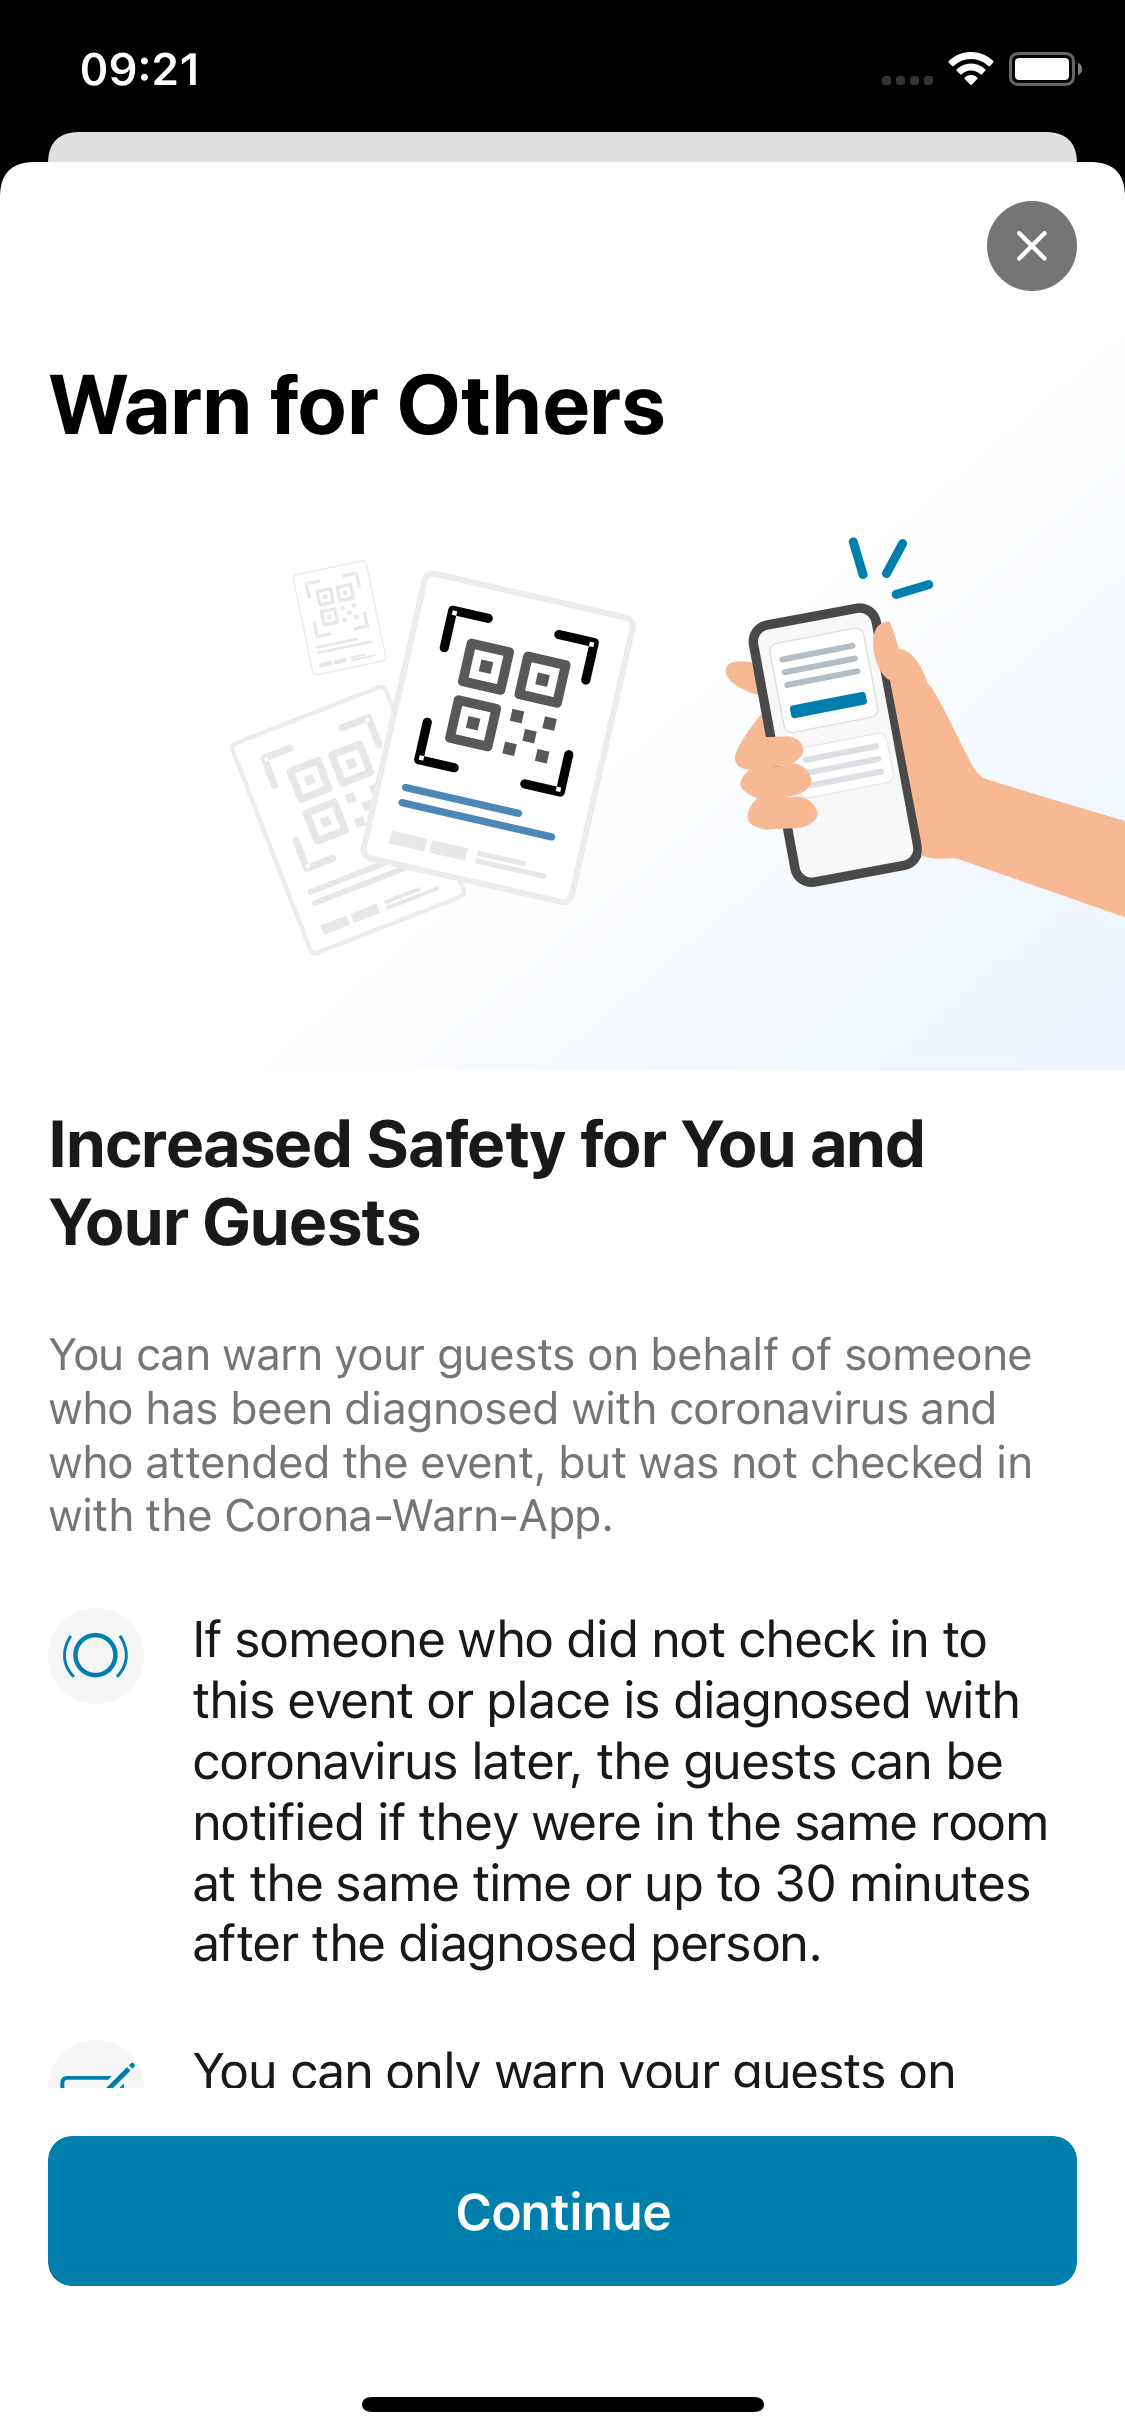 09:21
Warn for Others
Increased Safety for You and
Your Guests
You can warn your guests on behalf of someone
who has been diagnosed with coronavirus and
who attended the event, but was not checked in
with the Corona-Warn-App.
If someone who did not check in to
this event or place is diagnosed with
coronavirus later, the guests can be
notified if they were in the same room
at the same time or up to 30 minutes
after the diagnosed person.
You can only warn your guests on
Continue